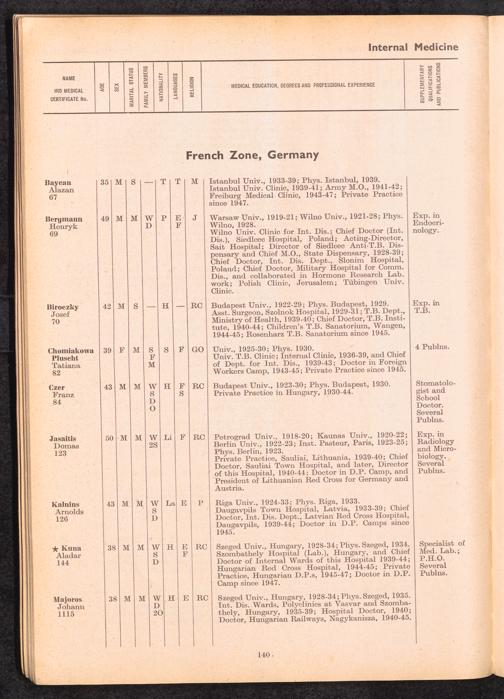 Internal Medicine
NAME
IRO MEDICAL
CERTIFICATE No.
AGE
SEX
MARITAL STATUS
FAMILY MEMBERS
NATIONALITY
LANGUAGES
RELIGION
MEDICAL EDUCATION, DEGREES AND PROFESSIONAL EXPERIENCE
SUPPLEMENTARY
QUALIFICATIONS
AND PUBLICATIONS
French Zone, Germany
Baycan 35 M S — T T M Istanbul Univ., 1933-39; Phys. Istanbul, 1939.
Alazan Istanbul Univ. Clinic, 1939-41; Army M.O., 1941-42;
67 Freiburg Medical Clinic, 1943-47; Private Practice
since 1947.
Bergmann 49 M M W P E J Warsaw Univ., 1919-21; Wilno Univ., 1921-28; Phys. Exp. in
Henryk D F Wilno, 1928. Endocri-
69 Wilno Univ. Clinic for Int. Dis.; Chief Doctor (Int. nology.
Dis.), Siedlece Hospital, Poland; Acting-Director,
Sait Hospital; Director of Siedlec Anti-T.B. Dis-
pensary and Chief M.O., State Dispensary, 1928-39;
Chief Doctor, Int. Dis. Dept., Slonim Hospital,
Poland; Chief Doctor, Military Hospital for Comm.
Dis., and collaborated in Hormone Research Lab.
work; Polish Clinic, Jerusalem; Tübingen Univ.
Clinic.
Biroczky 42 M S — H — RC Budapest Univ., 1922-29; Phys. Budapest, 1929. Exp. in
Josef Asst. Surgeon, Szolnok Hospital, 1929-31; T.B. Dept., T.B.
70 Ministry of Health, 1939-40; Chief Doctor, T.B. Insti-
tute, 1940-44; Children's T.B. Sanatorium, Wangen,
1944-45; Rosenharz T.B. Sanatorium since 1945.
Chomiakowa 39 F M S S F GO Univ., 1925-30; Phys. 1930. 4 Publns.
Pluscht F Univ. T.B. Clinic; Internal Clinic, 1936-39, and Chief
Tatiana M of Dept. for Int. Dis., 1939-43; Doctor in Foreign
82 Workers Camp, 1943-45; Private Practice since 1945.
Czer 43 M M W H F RC Budapest Univ., 1923-30; Phys. Budapest, 1930. Stomatolo-
Franz S S Private Practice in Hungary, 1930-44. gist and
84 D School
O Doctor.
Several
Publns.
Jasaitis 50 M M W Li F RC Petrograd Univ., 1918-20; Kaunas Univ., 1920-22; Exp. in
Domas 2S Berlin Univ., 1922-23; Inst. Pasteur, Paris, 1923-25; Radiology
123 Phys. Berlin, 1923. and Micro-
Private Practice, Sauliai, Lithuania, 1939-40; Chief biology.
Doctor, Sauliai Town Hospital, and later, Director Several
of this Hospital, 1940-44; Doctor in D.P. Camp, and Publns.
President of Lithuanian Red Cross for Germany and
Austria.
Kalnins 43 M M W La E P Riga Univ., 1924-33; Phys. Riga, 1933.
Arnolds S Daugavpils Town Hospital, Latvia, 1933-39; Chief
126 D Doctor, Int. Dis. Dept., Latvian Red Cross Hospital,
Daugavpils, 1939-44; Doctor in D.P. Camps since
1945.
★ Kuna 38 M M W H E RC Szeged Univ., Hungary, 1928-34; Phys. Szeged, 1934. Specialist of
Aladar S F Szombathely Hospital (Lab.), Hungary, and Chief Med. Lab.;
144 D Doctor of Internal Wards of this Hospital 1939-44; P.H.O.
Hungarian Red Cross Hospital, 1944-45; Private Several
Practice, Hungarian D.P.s, 1945-47; Doctor in D.P. Publns.
Camp since 1947.
Majoros 38 M M W H E RC Szeged Univ., Hungary, 1928-34; Phys. Szeged, 1935.
Johann D Int. Dis. Wards, Polyclinics at Vasvar and Szomba-
1115 2O thely, Hungary, 1935-39; Hospital Doctor, 1940;
Doctor, Hungarian Railways, Nagykanizsa, 1940-45.
140